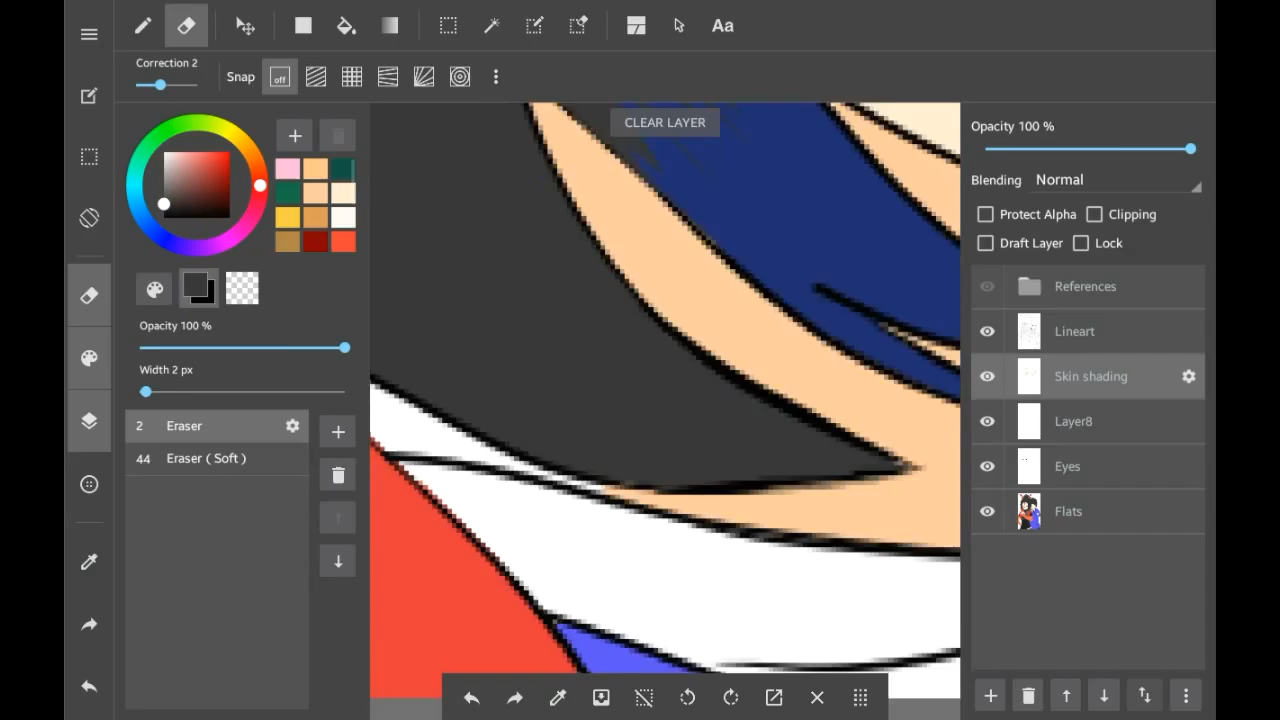 Aa
Correction 2
Snap
off
CLEAR LAYER
Opacity 100 %
Width 2 px
2 Eraser
44 Eraser ( Soft )
Opacity 100 %
Blending Normal
Protect Alpha Clipping
Draft Layer Lock
References
Lineart
Skin shading
Layer8
Eyes
Flats